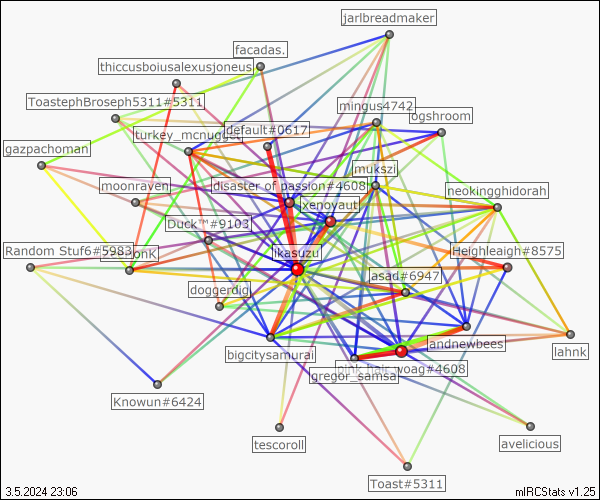 jarlbreadmaker
facadas.
thiccusboiusalexusjoneus
ToastephBroseph5311#5311
mingus4742
ogshroom
default#0617
turkey_mcnugget
gazpachoman
mukszi
moonraven
disaster of passion#4608
neokingghidorah
xenovaut
Duck™#9103
Random Stuf6#5983
onK
ikasuzu
Heighleaigh#8575
asad#6947
doggerdigi
andnewbees
bigcitysamurai
lahnk
woag#4608
gregor_samsa
Knowun#6424
avelicious
tescoroll
Toast#5311
3.5.2024 23:06
mIRCStats v1.25